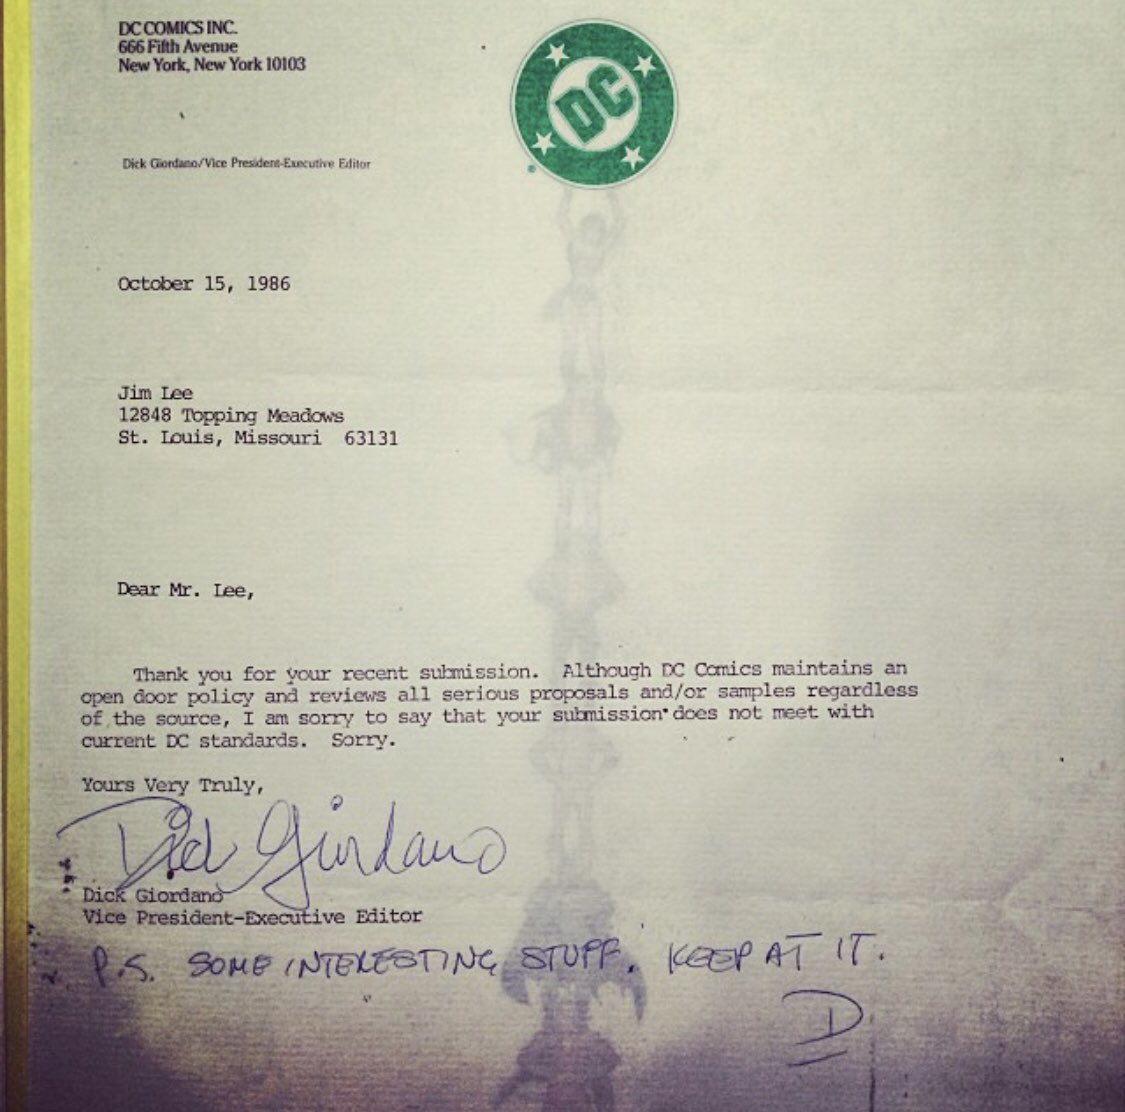 DC COMICS INC.
666 Fifth Avenue
New York, New York 10103
DC
Dick Giordano/Vice President-Executive Editor
October 15, 1986
Jim Lee
12848 Topping Meadows
St. Louis, Missouri 63131
Dear Mr. Lee,
Thank you for your recent submission. Although DC Comics maintains an
open door policy and reviews all serious proposals and/or samples regardless
of the source, I am sorry to say that your submission does not meet with
current DC standards. Sorry.
Yours Very Truly,
Dick Giordano
Dick Giordano
Vice President-Executive Editor
P.S. SOME INTERESTING STUFF. KEEP AT IT.
D